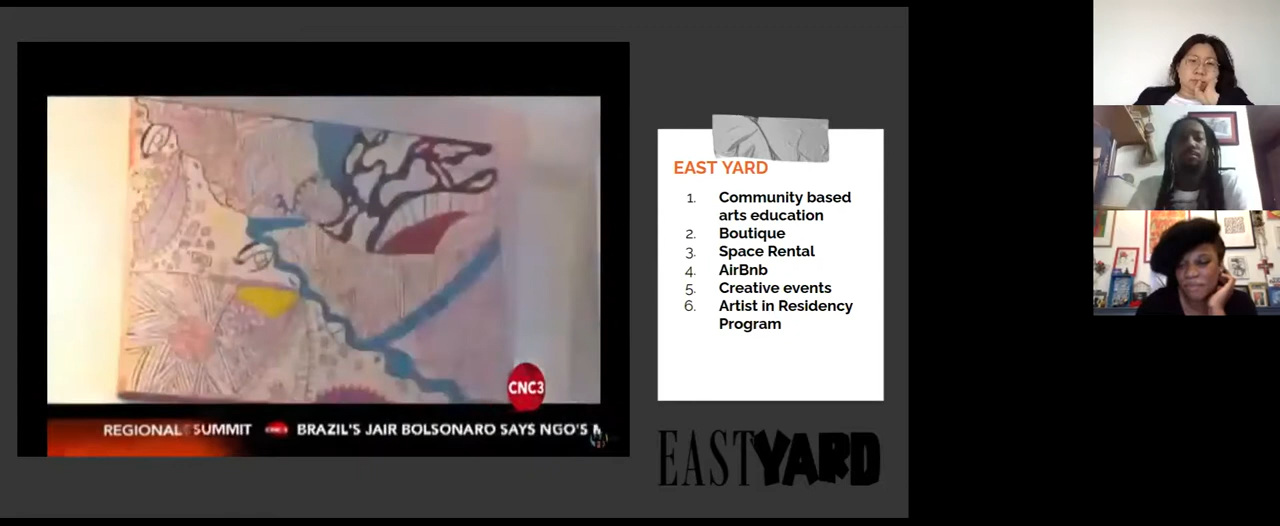 CNC3
REGIONAL SUMMIT BRAZIL'S JAIR BOLSONARO SAYS NGO'S
EAST YARD
1. Community based
arts education
2. Boutique
3. Space Rental
4. AirBnb
5. Creative events
6. Artist in Residency
Program
EASTYARD